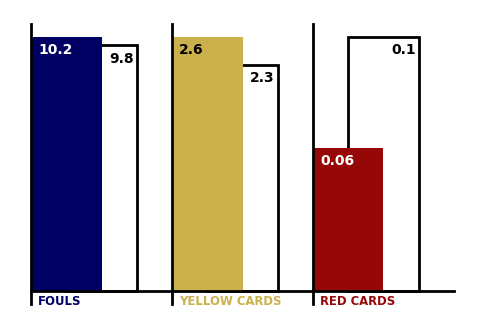 10.2
9.8
2.6
2.3
0.1
0.06
FOULS
YELLOW CARDS
RED CARDS